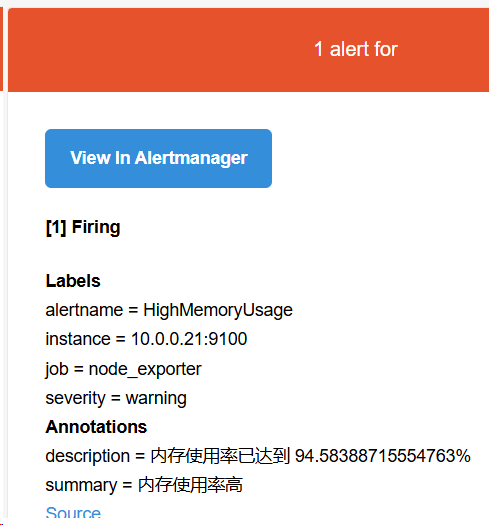 1 alert for
View In Alertmanager
[1] Firing
Labels
alertname = HighMemoryUsage
instance = 10.0.0.21:9100
job = node_exporter
severity = warning
Annotations
description = 内存使用率已达到 94.58388715554763%
summary = 内存使用率高
Source